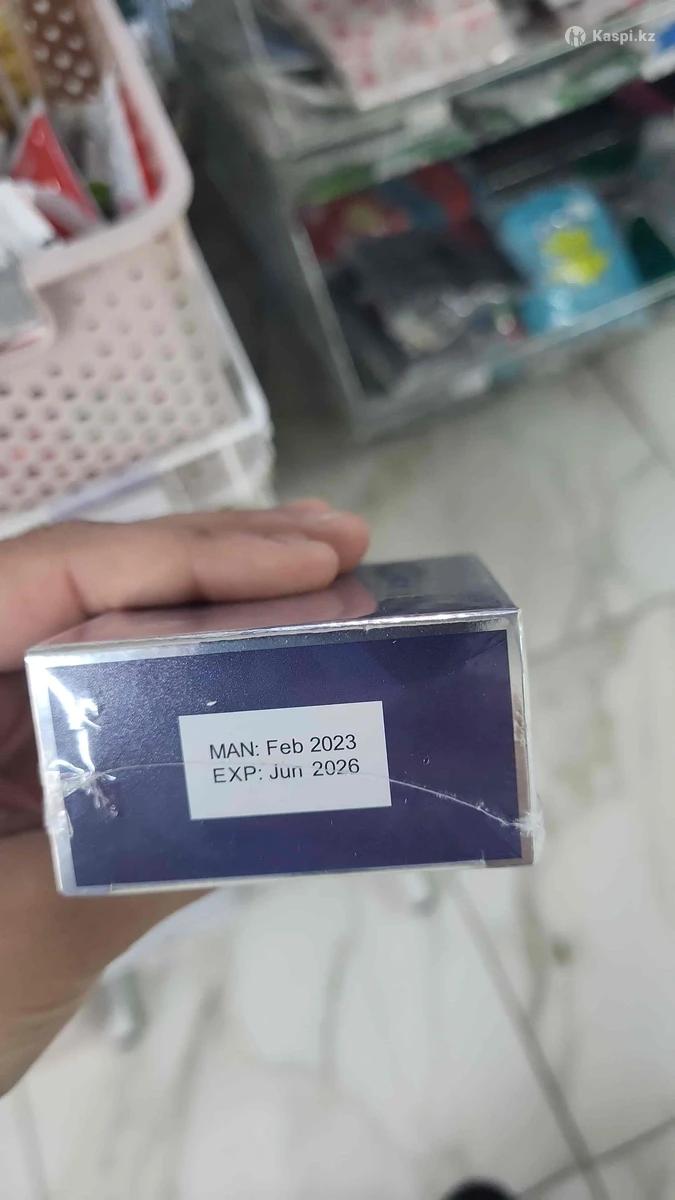 Kaspi.kz
MAN: Feb 2023
EXP: Jun 2026